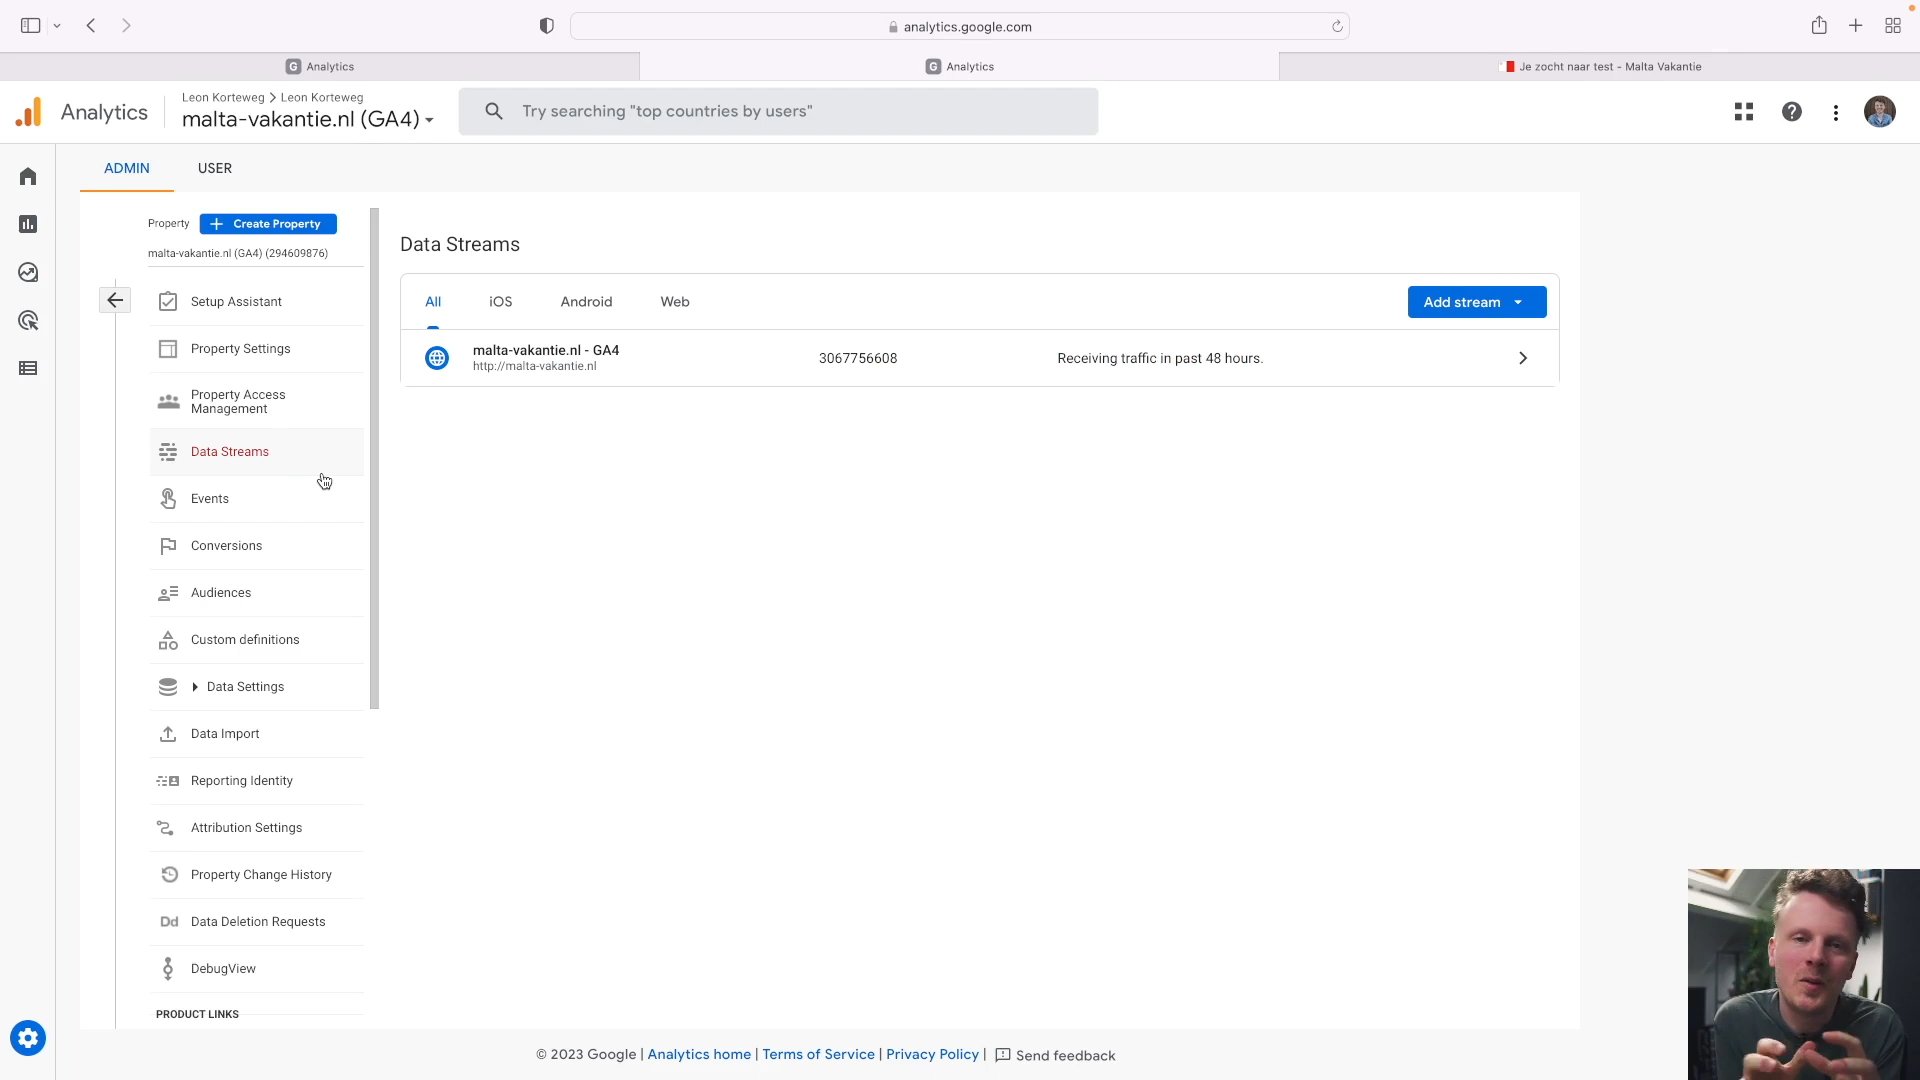 analytics.google.com
G Analytics
G Analytics
Je zocht naar test - Malta Vakantie
Analytics
Leon Korteweg > Leon Korteweg
malta-vakantie.nl (GA4)
Try searching "top countries by users"
ADMIN
USER
Property
+ Create Property
malta-vakantie.nl (GA4) (294609876)
Setup Assistant
Property Settings
Property Access
Management
Data Streams
Events
Conversions
Audiences
Custom definitions
Data Settings
Data Import
Reporting Identity
Attribution Settings
Property Change History
Dd Data Deletion Requests
DebugView
PRODUCT LINKS
Data Streams
All
iOS
Android
Web
Add stream
malta-vakantie.nl - GA4
http://malta-vakantie.nl
3067756608
Receiving traffic in past 48 hours.
© 2023 Google | Analytics home | Terms of Service | Privacy Policy | Send feedback